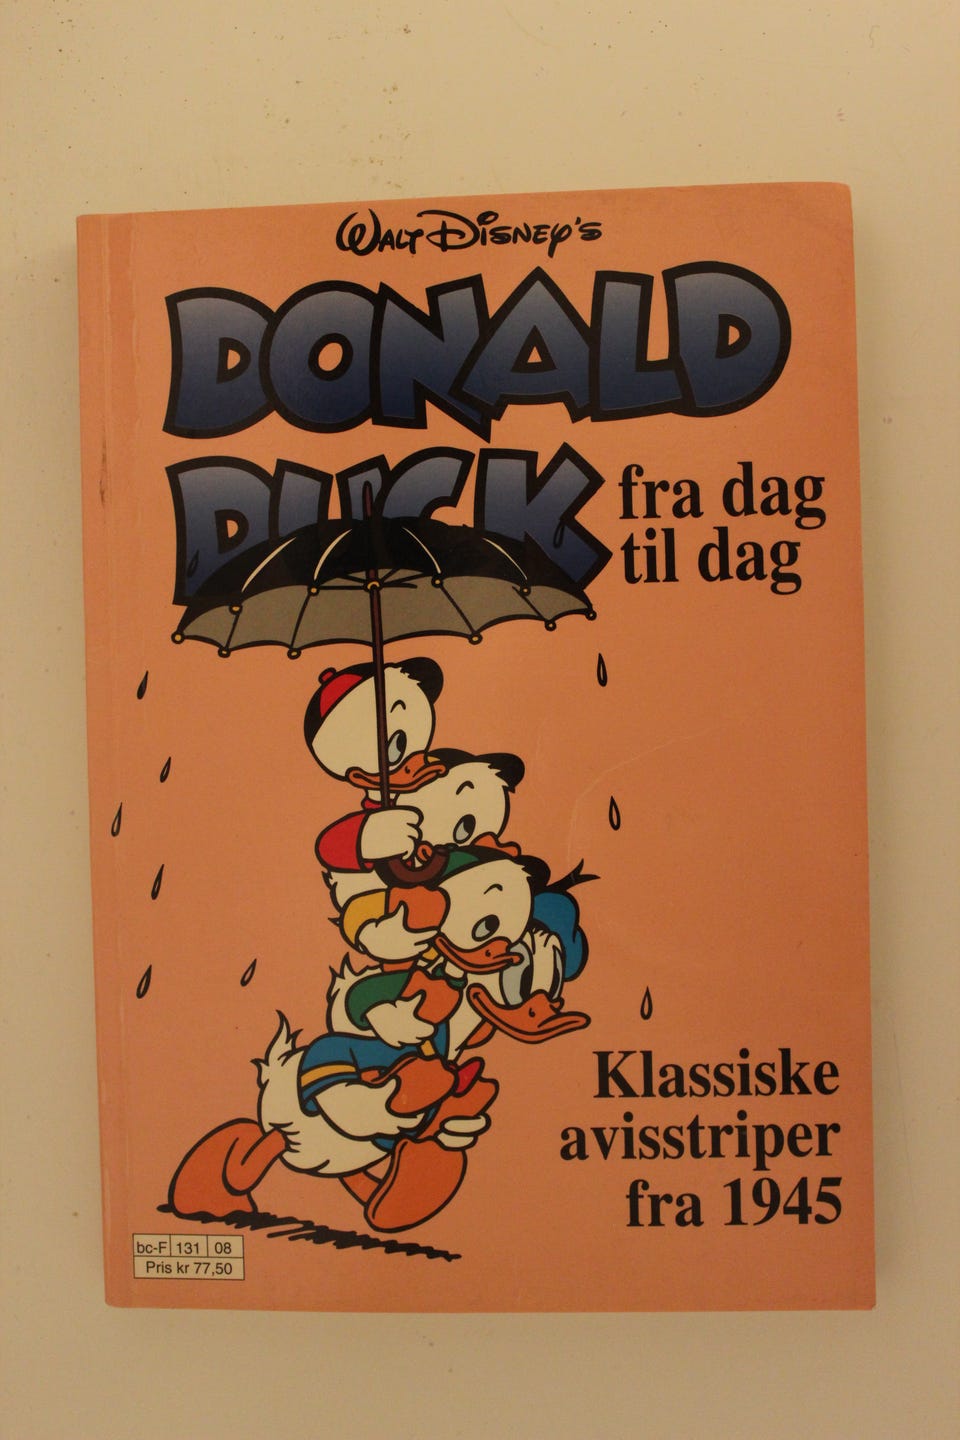 Walt Disney's
DONALD
DUCK
fra dag
til dag
Klassiske
avisstriper
fra 1945
bc-F 131 08
Pris kr 77,50